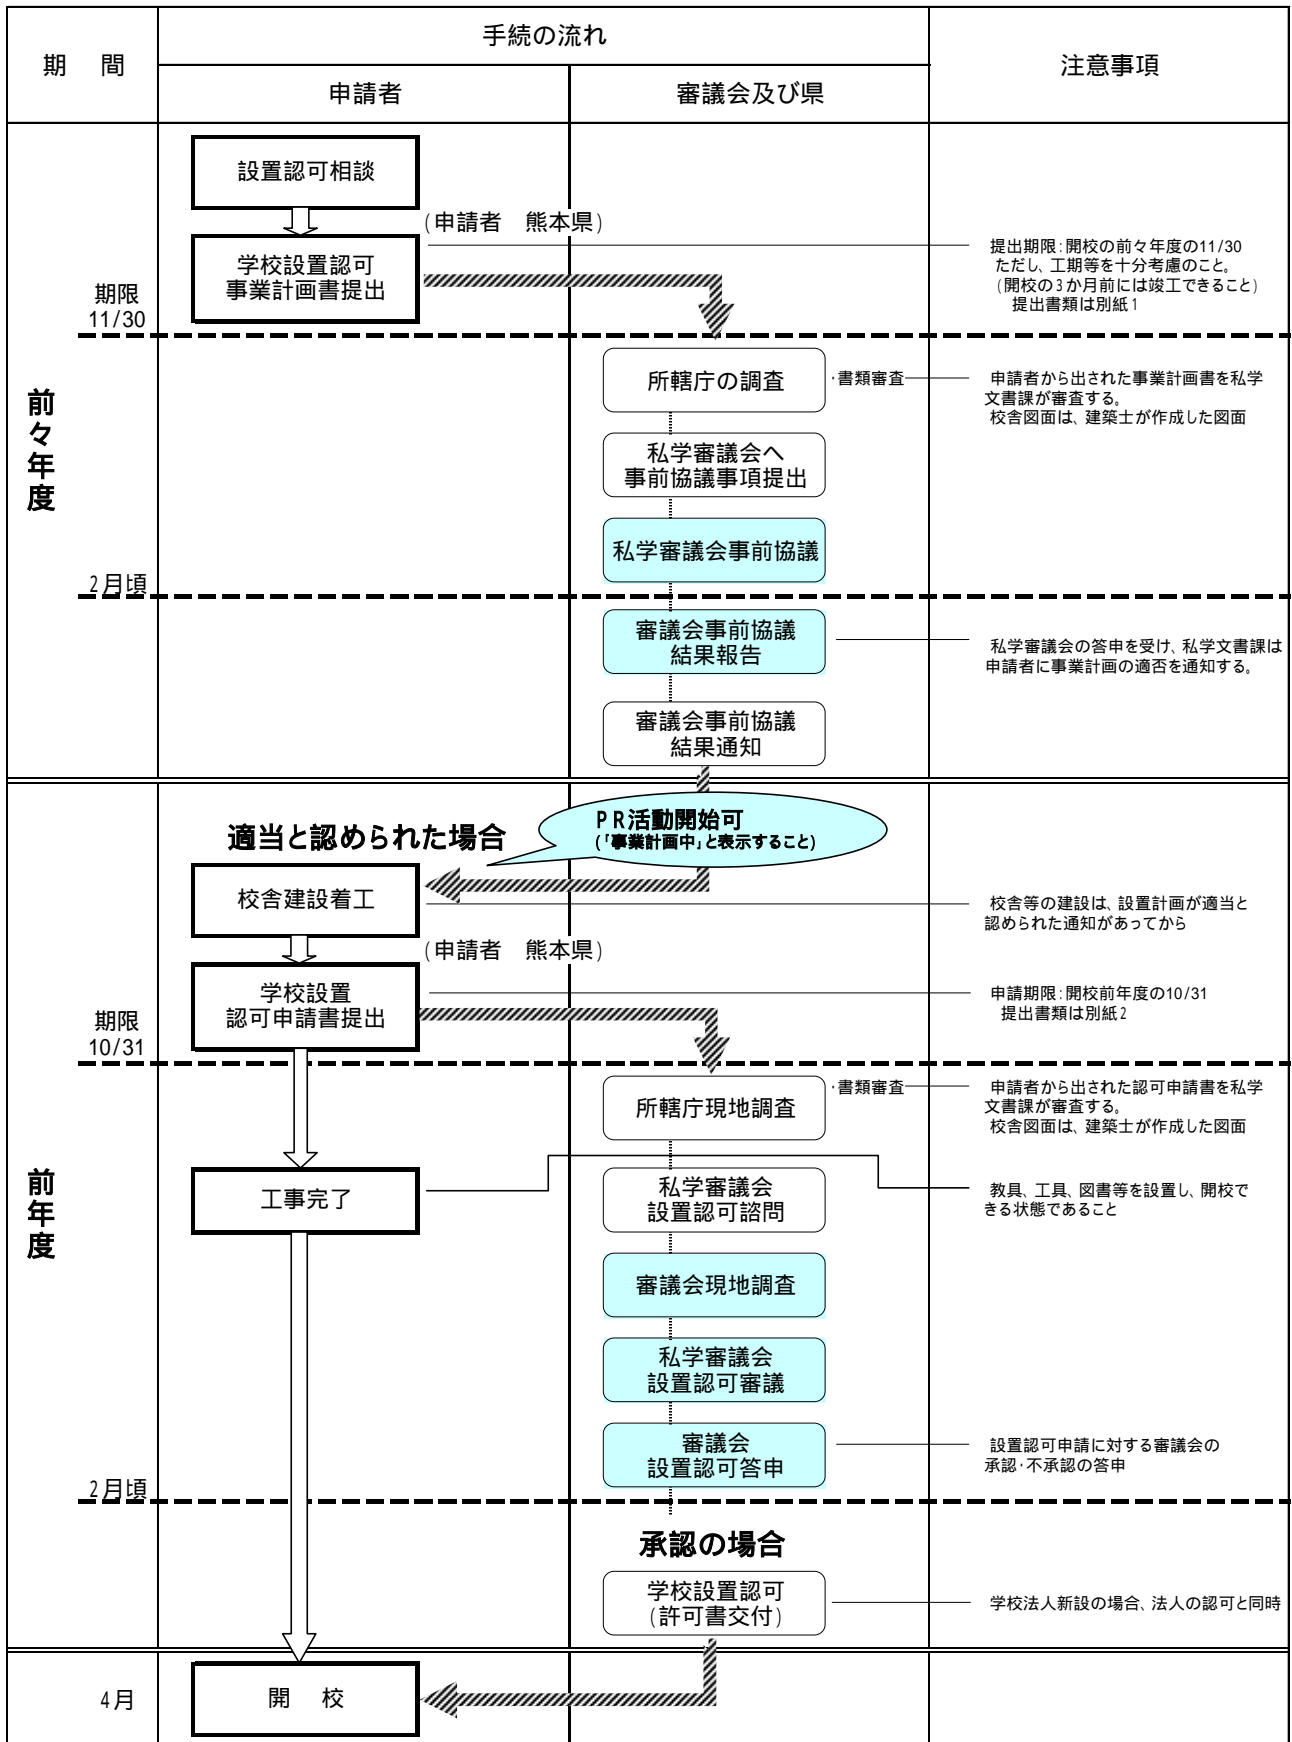 期　間
手続の流れ
注意事項
申請者
審議会及び県
設置認可相談
(申請者　熊本県)
学校設置認可
事業計画書提出
提出期限:開校の前々年度の11/30
ただし、工期等を十分考慮のこと。
(開校の3か月前には竣工できること)
提出書類は別紙1
期限
11/30
前々年度
所轄庁の調査
・書類審査
申請者から出された事業計画書を私学
文書課が審査する。
校舎図面は、建築士が作成した図面
私学審議会へ
事前協議事項提出
私学審議会事前協議
2月頃
審議会事前協議
結果報告
私学審議会の答申を受け、私学文書課は
申請者に事業計画の適否を通知する。
審議会事前協議
結果通知
適当と認められた場合
PR活動開始可
(「事業計画中」と表示すること)
校舎建設着工
校舎等の建設は、設置計画が適当と
認められた通知があってから
(申請者　熊本県)
学校設置
認可申請書提出
申請期限:開校前年度の10/31
提出書類は別紙2
期限
10/31
前年度
所轄庁現地調査
・書類審査
申請者から出された認可申請書を私学
文書課が審査する。
校舎図面は、建築士が作成した図面
工事完了
私学審議会
設置認可諮問
教具、工具、図書等を設置し、開校で
きる状態であること
審議会現地調査
私学審議会
設置認可審議
審議会
設置認可答申
設置認可申請に対する審議会の
承認・不承認の答申
2月頃
承認の場合
学校設置認可
(許可書交付)
学校法人新設の場合、法人の認可と同時
4月
開　校